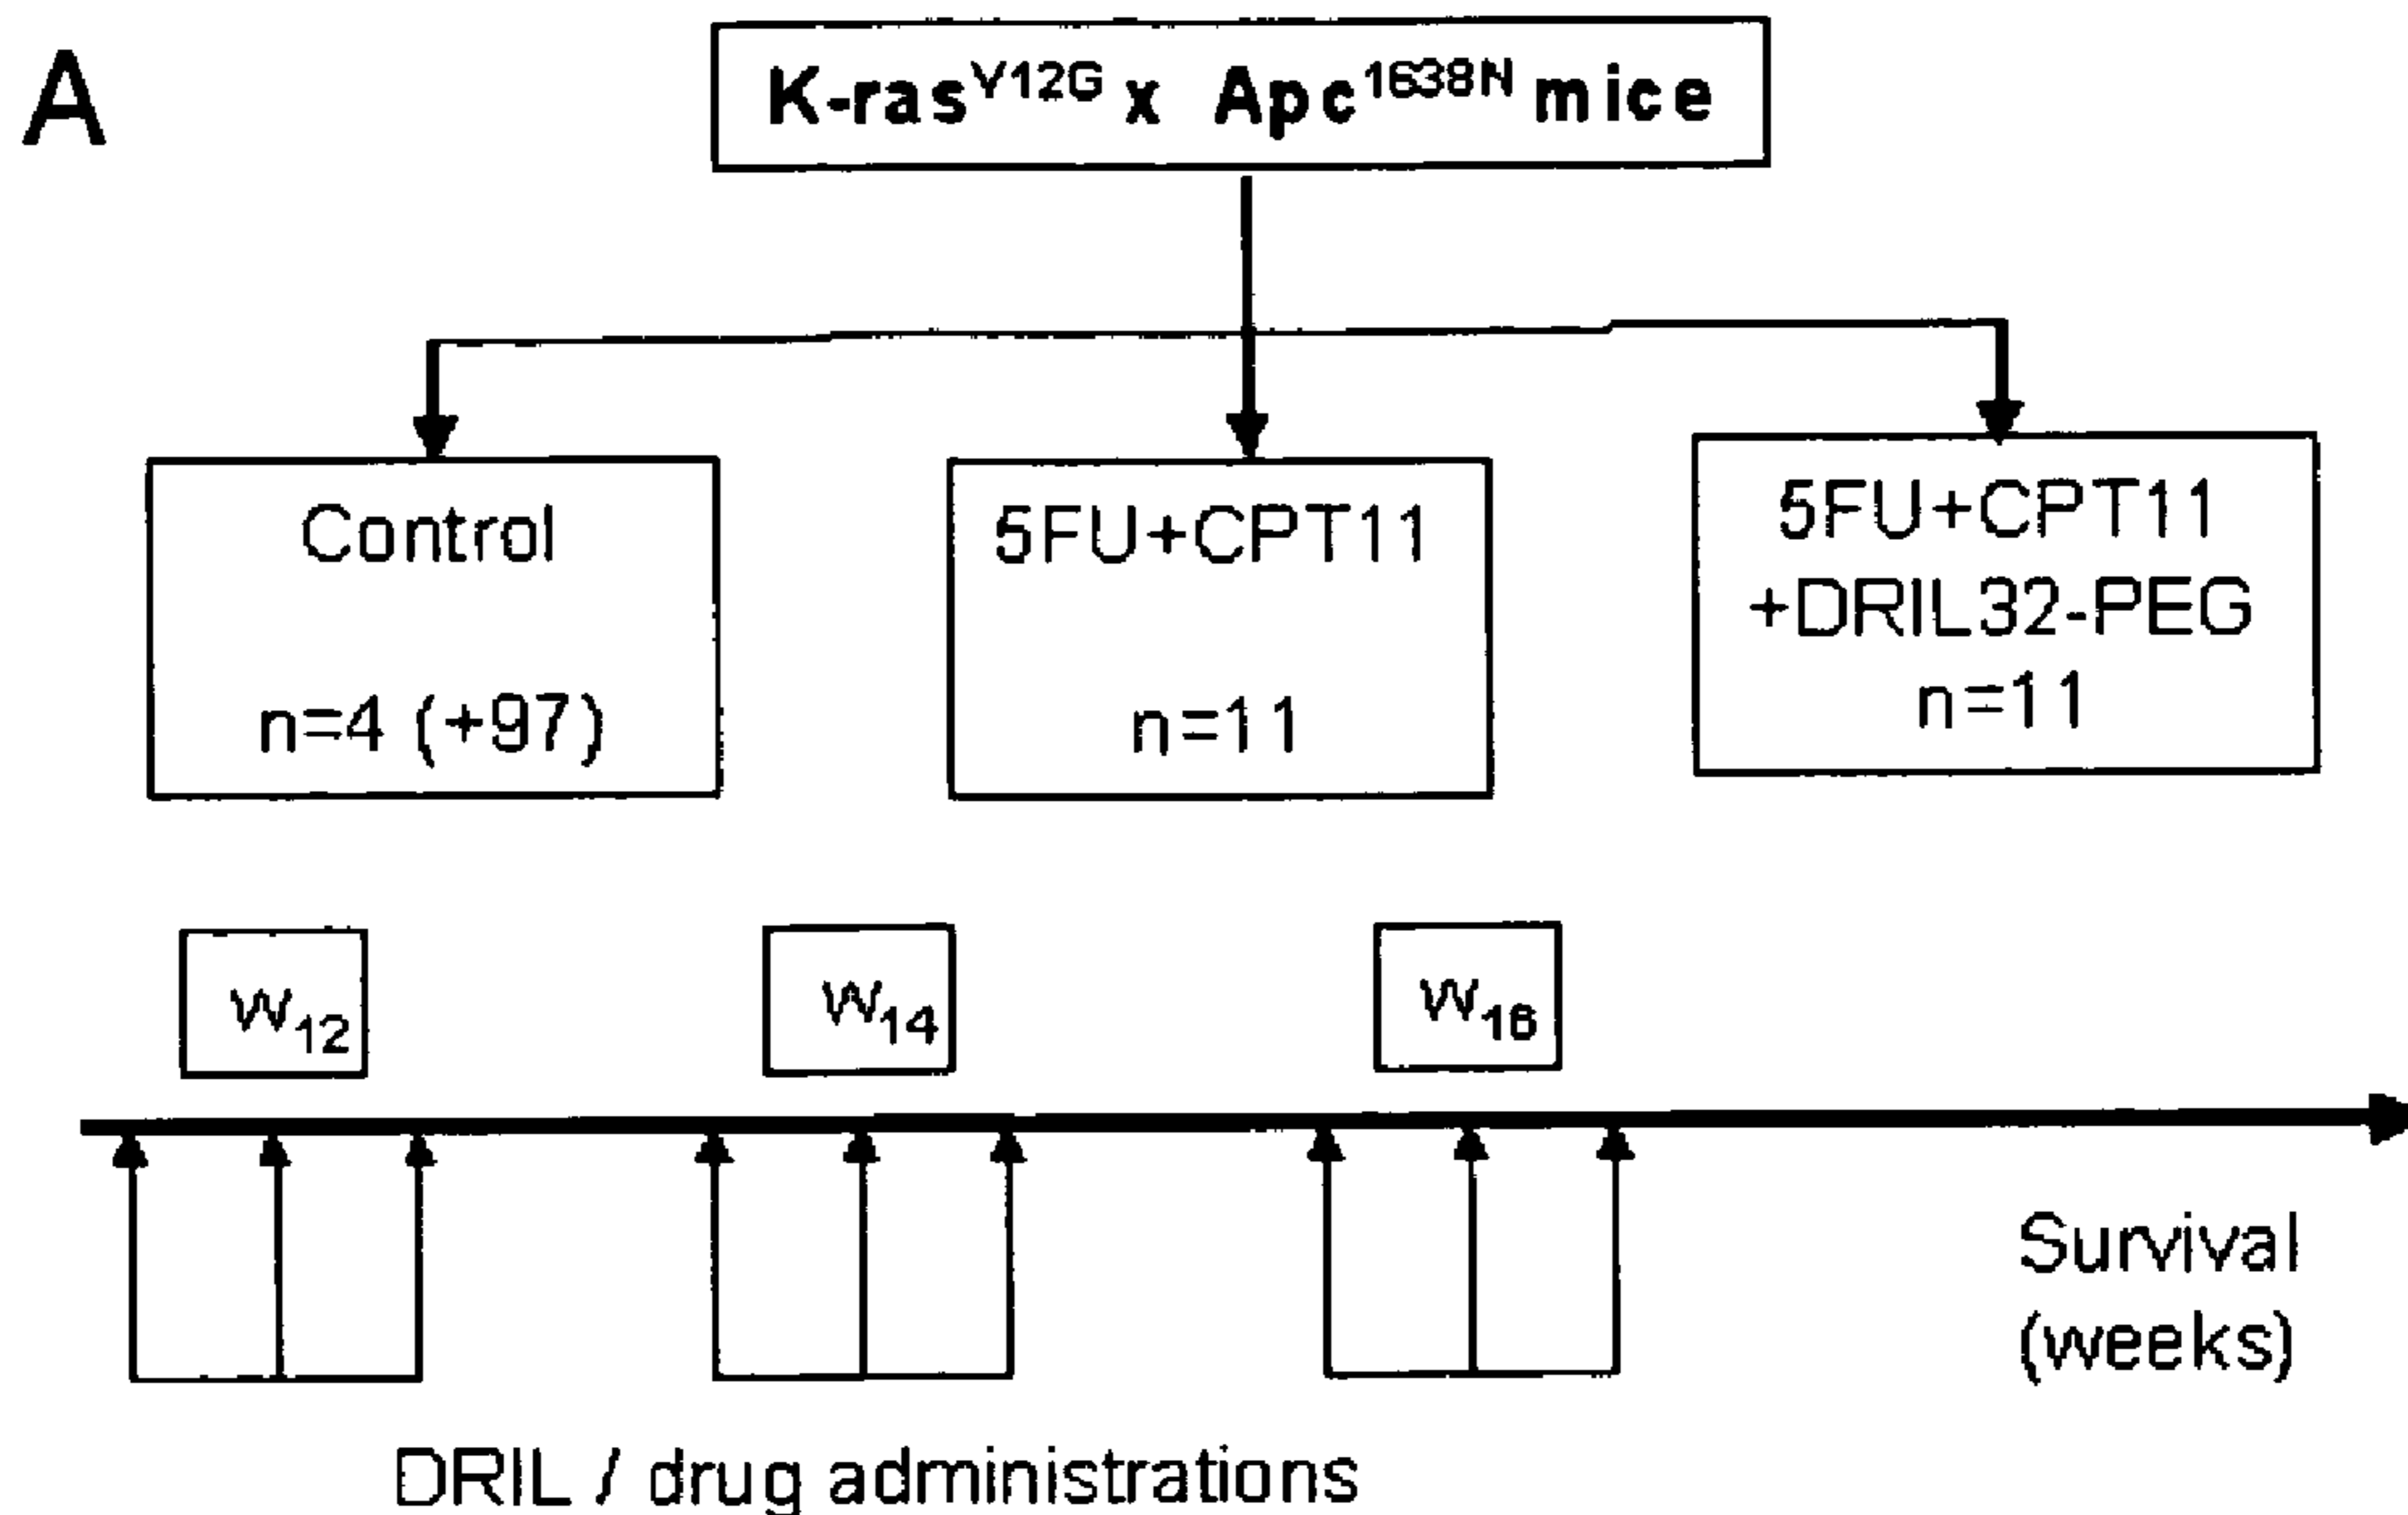 A
K-ras^Y12G x Apc^1638N mice
Control
n=4 (+97)
5FU+CPT11
n=11
5FU+CPT11
+DRIL32-PEG
n=11
W12
W14
W16
Survival
(weeks)
DRIL / drug administrations